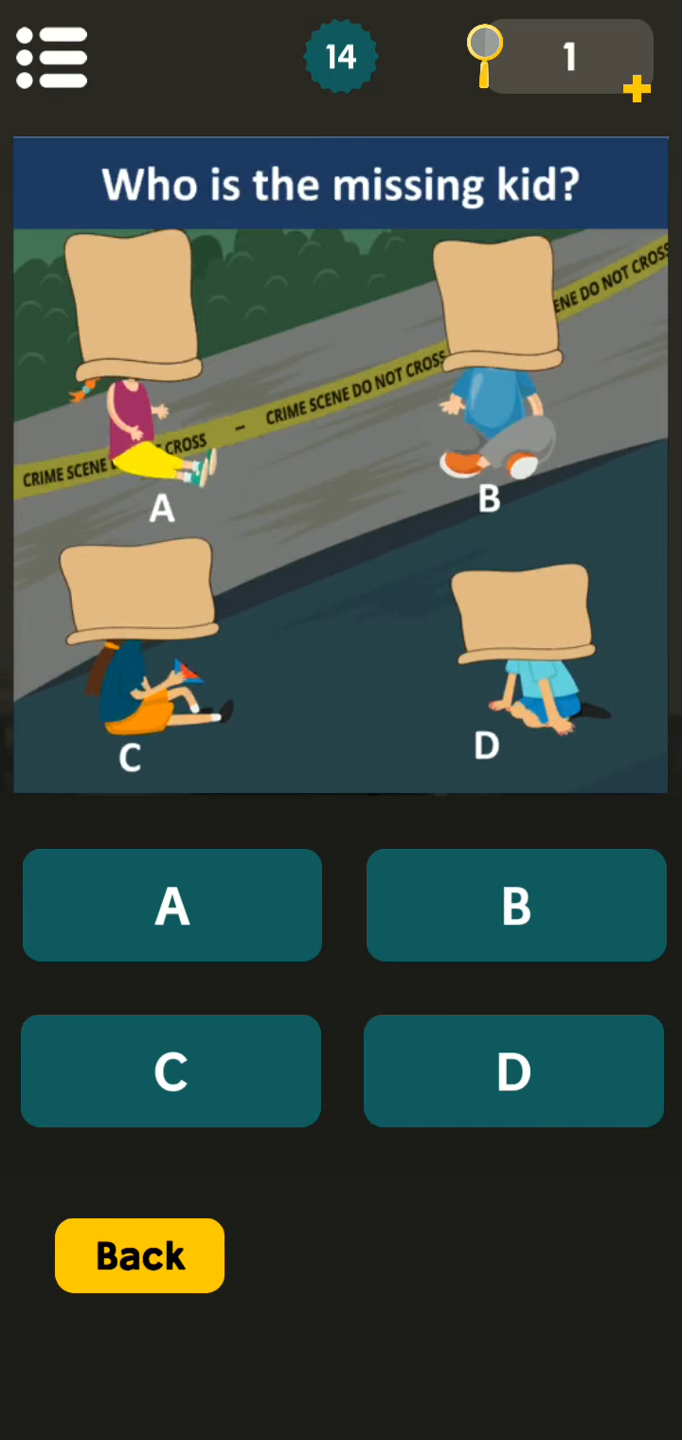 14
1
Who is the missing kid?
ENE DO NOT CROSS
CRIME SCENE CROSS - CRIME SCENE DO NOT CROSS
A
B
C
D
A
B
C
D
Back